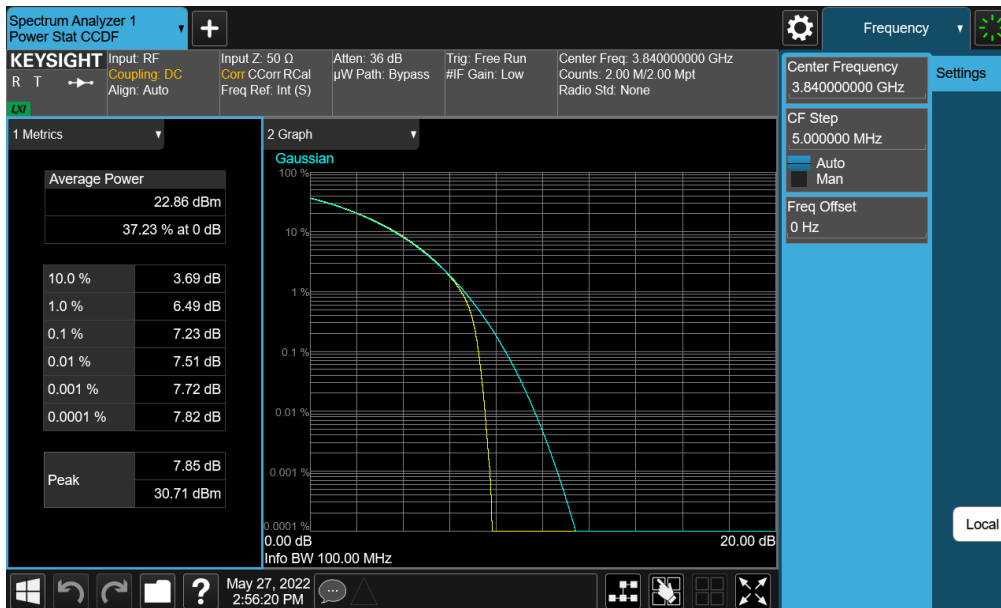 Spectrum Analyzer 1
Power Stat CCDF
Frequency
KEYSIGHT
R T
LXI
Input: RF
Coupling: DC
Align: Auto
Input Z: 50 Ω
Corr CCorr RCal
Freq Ref: Int (S)
Atten: 36 dB
µW Path: Bypass
Trig: Free Run
#IF Gain: Low
Center Freq: 3.840000000 GHz
Counts: 2.00 M/2.00 Mpt
Radio Std: None
Center Frequency
3.840000000 GHz
Settings
CF Step
5.000000 MHz
Auto
Man
Freq Offset
0 Hz
1 Metrics
Average Power
22.86 dBm
37.23 % at 0 dB
10.0 % 3.69 dB
1.0 % 6.49 dB
0.1 % 7.23 dB
0.01 % 7.51 dB
0.001 % 7.72 dB
0.0001 % 7.82 dB
Peak 7.85 dB
30.71 dBm
2 Graph
Gaussian
100 %
10 %
1 %
0.1 %
0.01 %
0.001 %
0.0001 %
0.00 dB 20.00 dB
Info BW 100.00 MHz
Local
?
May 27, 2022
2:56:20 PM